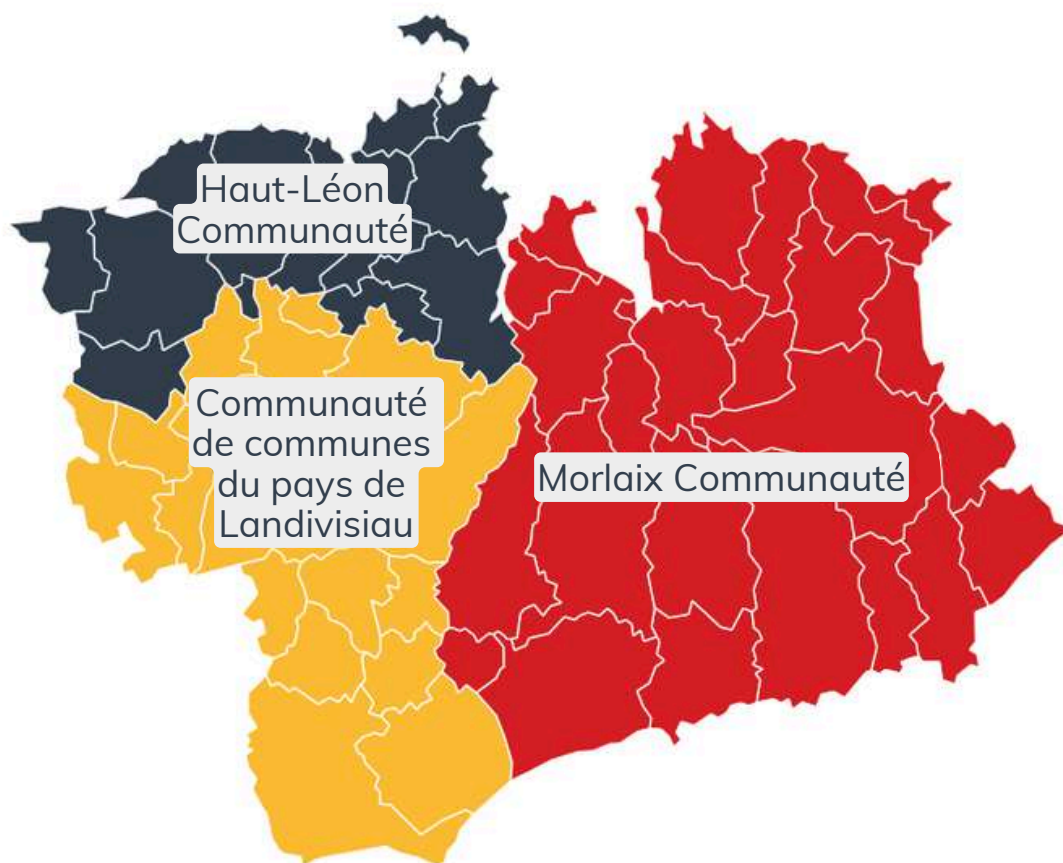 Haut-Léon
Communauté
Communauté
de communes
du pays de
Landivisiau
Morlaix Communauté